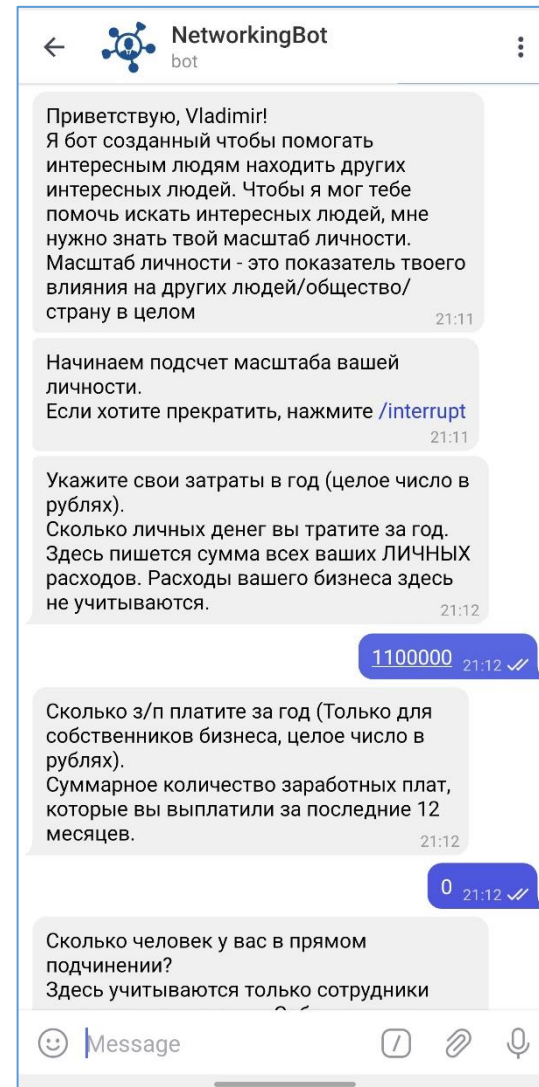 NetworkingBot
bot
Приветствую, Vladimir!
Я бот созданный чтобы помогать
интересным людям находить других
интересных людей. Чтобы я мог тебе
помочь искать интересных людей, мне
нужно знать твой масштаб личности.
Масштаб личности - это показатель твоего
влияния на других людей/общество/
страну в целом
21:11
Начинаем подсчет масштаба вашей
личности.
Если хотите прекратить, нажмите /interrupt
21:11
Укажите свои затраты в год (целое число в
рублях).
Сколько личных денег вы тратите за год.
Здесь пишется сумма всех ваших ЛИЧНЫХ
расходов. Расходы вашего бизнеса здесь
не учитываются.
21:12
1100000 21:12
Сколько з/п платите за год (Только для
собственников бизнеса, целое число в
рублях).
Суммарное количество заработных плат,
которые вы выплатили за последние 12
месяцев.
21:12
0 21:12
Сколько человек у вас в прямом
подчинении?
Здесь учитываются только сотрудники
Message